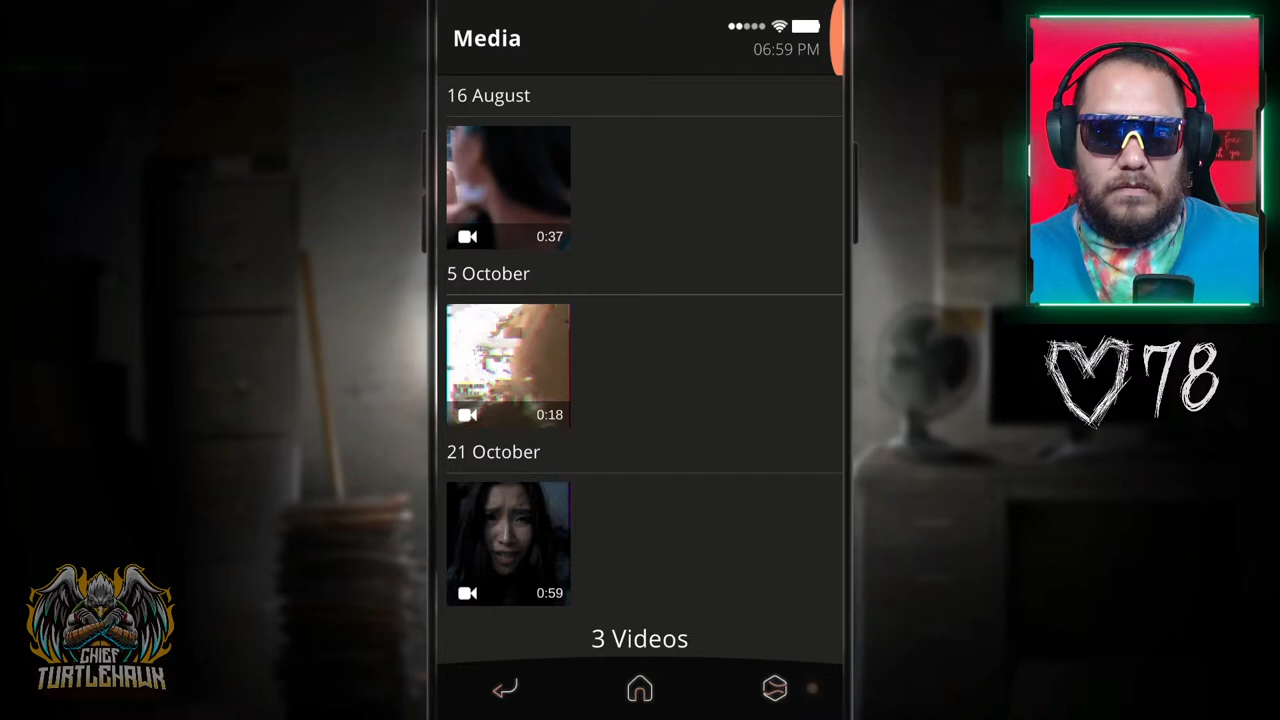 Media
06:59 PM
16 August
0:37
5 October
0:18
21 October
0:59
3 Videos
78
CHIEF
TURTLEHAWK